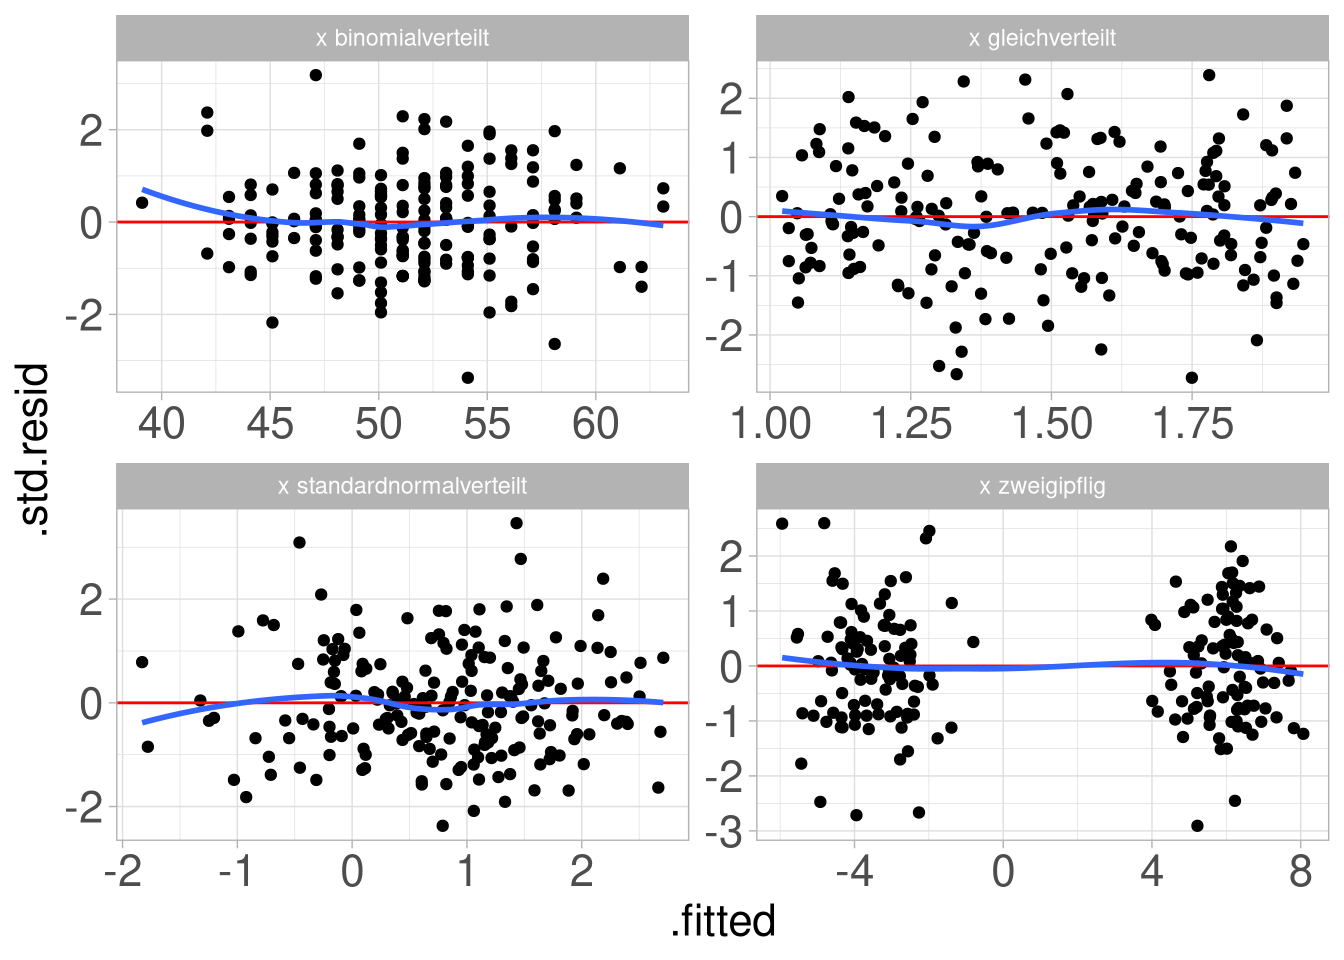 x binomialverteilt
x gleichverteilt
2
0
-2
2
1
0
-1
-2
40 45 50 55 60
1.00 1.25 1.50 1.75
.std.resid
x standardnormalverteilt
x zweigipflig
2
0
-2
2
1
0
-1
-2
-3
-2 -1 0 1 2
-4 0 4 8
.fitted